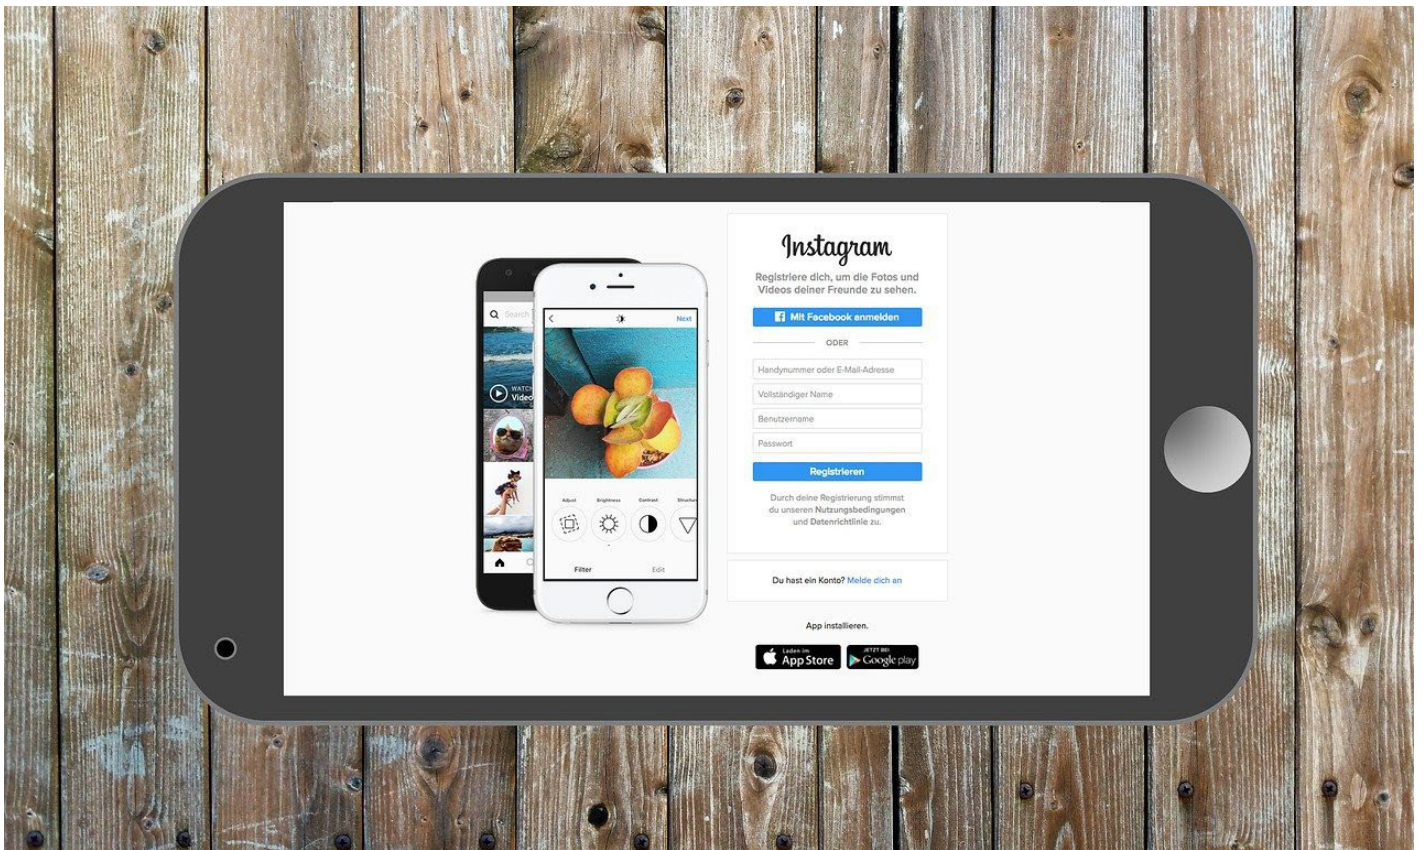 Instagram
Registriere dich, um die Fotos und
Videos deiner Freunde zu sehen.
Mit Facebook anmelden
ODER
Handynummer oder E-Mail-Adresse
Vollständiger Name
Benutzername
Passwort
Registrieren
Durch deine Registrierung stimmst
du unseren Nutzungsbedingungen
und Datenrichtlinie zu.
Du hast ein Konto? Melde dich an
App installieren.
Laden im
App Store
JETZT BEI
Google play
Search
WATCH
Next
Adjust Brightness Contrast
Filter Edit